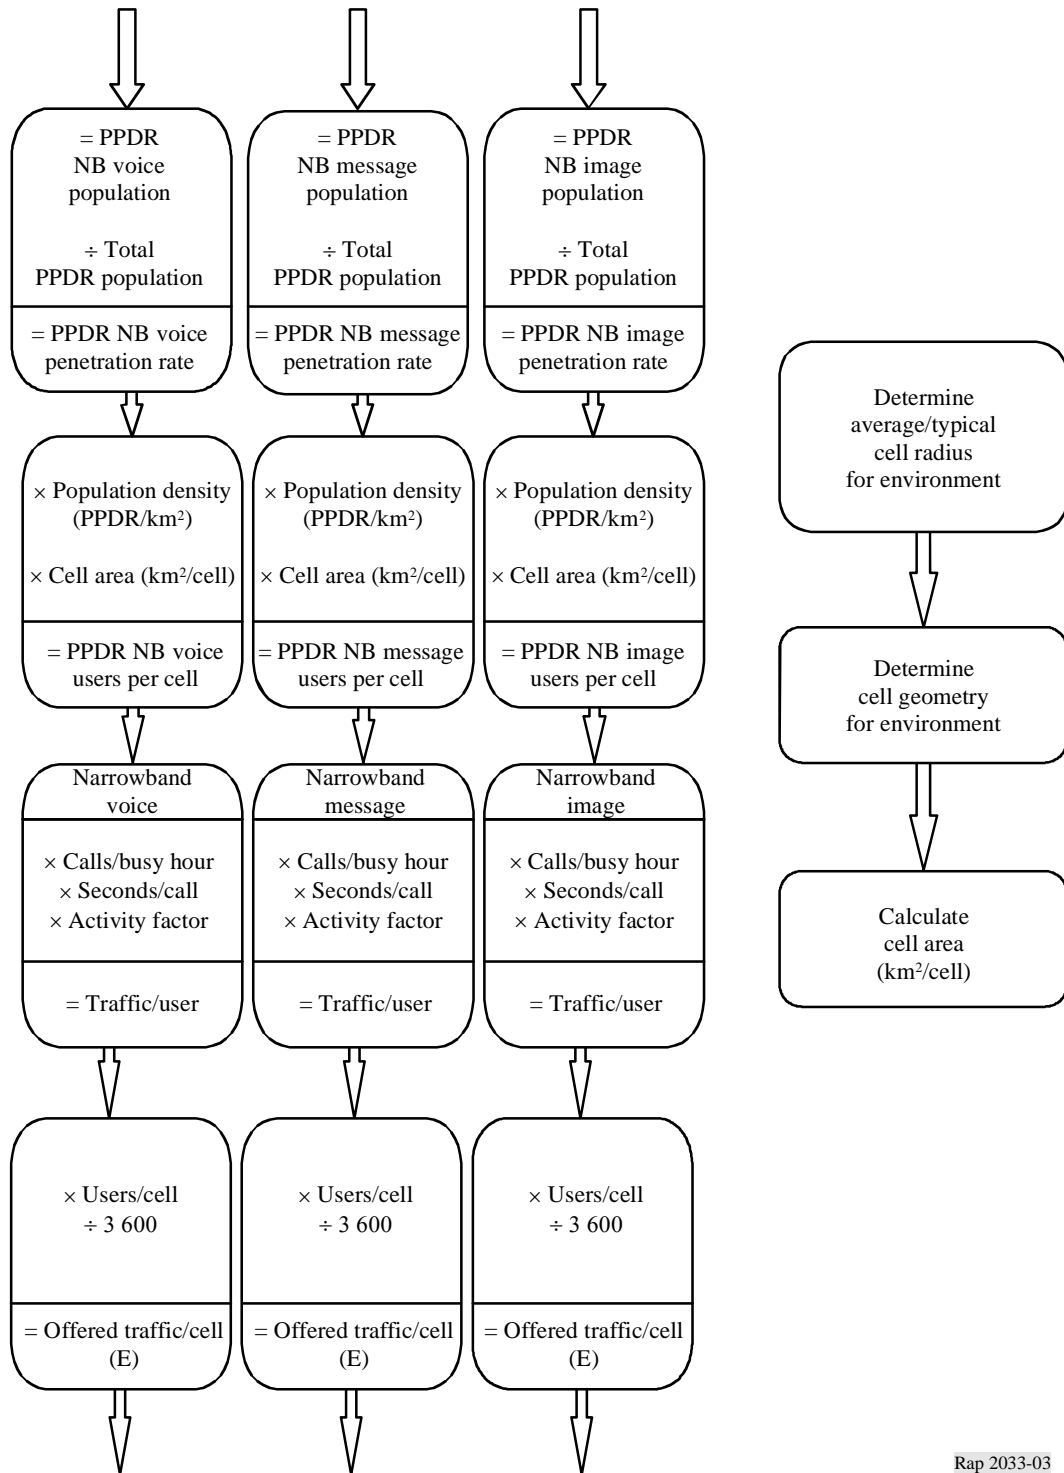 = PPDR
NB voice
population
÷ Total
PPDR population
= PPDR NB voice
penetration rate
= PPDR
NB message
population
÷ Total
PPDR population
= PPDR NB message
penetration rate
= PPDR
NB image
population
÷ Total
PPDR population
= PPDR NB image
penetration rate
× Population density
(PPDR/km²)
× Cell area (km²/cell)
= PPDR NB voice
users per cell
× Population density
(PPDR/km²)
× Cell area (km²/cell)
= PPDR NB message
users per cell
× Population density
(PPDR/km²)
× Cell area (km²/cell)
= PPDR NB image
users per cell
Narrowband
voice
× Calls/busy hour
× Seconds/call
× Activity factor
= Traffic/user
Narrowband
message
× Calls/busy hour
× Seconds/call
× Activity factor
= Traffic/user
Narrowband
image
× Calls/busy hour
× Seconds/call
× Activity factor
= Traffic/user
× Users/cell
÷ 3 600
= Offered traffic/cell
(E)
× Users/cell
÷ 3 600
= Offered traffic/cell
(E)
× Users/cell
÷ 3 600
= Offered traffic/cell
(E)
Determine
average/typical
cell radius
for environment
Determine
cell geometry
for environment
Calculate
cell area
(km²/cell)
Rap 2033-03